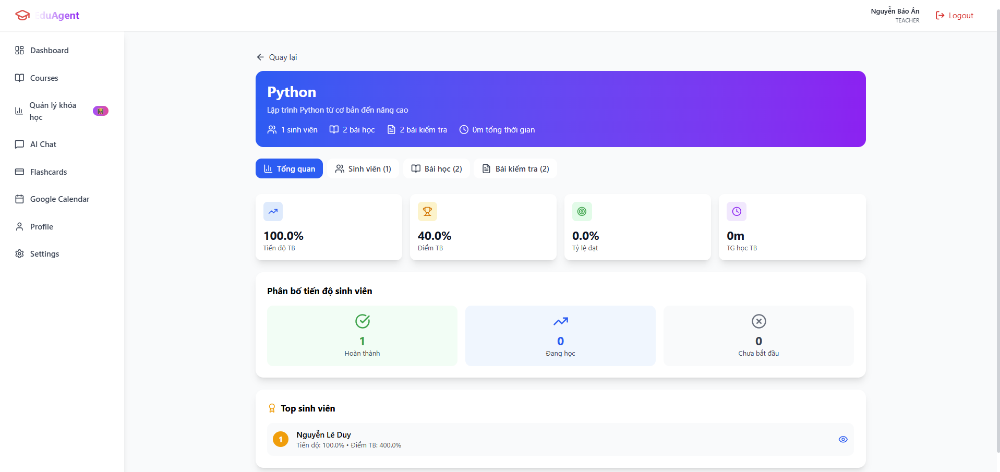 EduAgent
Nguyễn Bảo Ân
TEACHER
Logout
Dashboard
Courses
Quản lý khóa
học
AI Chat
Flashcards
Google Calendar
Profile
Settings
Quay lại
Python
Lập trình Python từ cơ bản đến nâng cao
1 sinh viên 2 bài học 2 bài kiểm tra 0m tổng thời gian
Tổng quan Sinh viên (1) Bài học (2) Bài kiểm tra (2)
100.0%
Tiến độ TB
40.0%
Điểm TB
0.0%
Tỷ lệ đạt
0m
TG học TB
Phân bố tiến độ sinh viên
1
Hoàn thành
0
Đang học
0
Chưa bắt đầu
Top sinh viên
1
Nguyễn Lê Duy
Tiến độ: 100.0% • Điểm TB: 400.0%